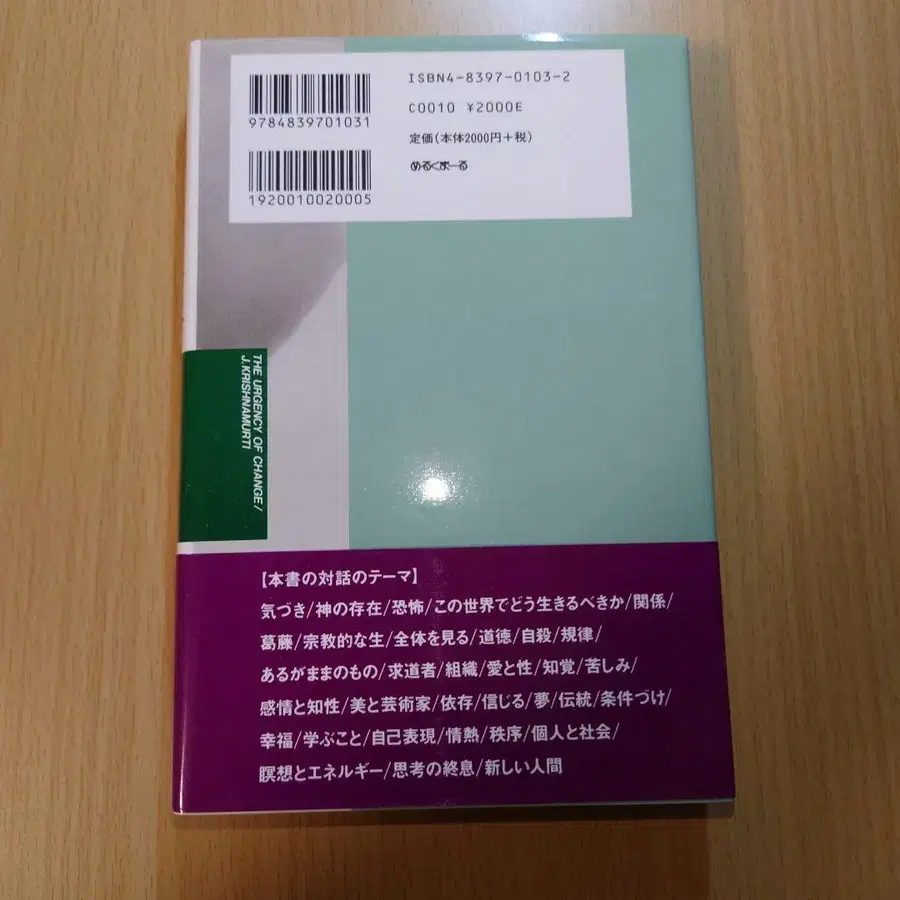 9784839701031
1920010020005
ISBN4-8397-0103-2
C0010 ¥2000E
定価(本体2000円+税)
めるくまーる
THE URGENCY OF CHANGE/
J.KRISHNAMURTI
【本書の対話のテーマ】
気づき/神の存在/恐怖/この世界でどう生きるべきか/関係/
葛藤/宗教的な生/全体を見る/道徳/自殺/規律/
あるがままのもの/求道者/組織/愛と性/知覚/苦しみ/
感情と知性/美と芸術家/依存/信じる/夢/伝統/条件づけ/
幸福/学ぶこと/自己表現/情熱/秩序/個人と社会/
瞑想とエネルギー/思考の終息/新しい人間